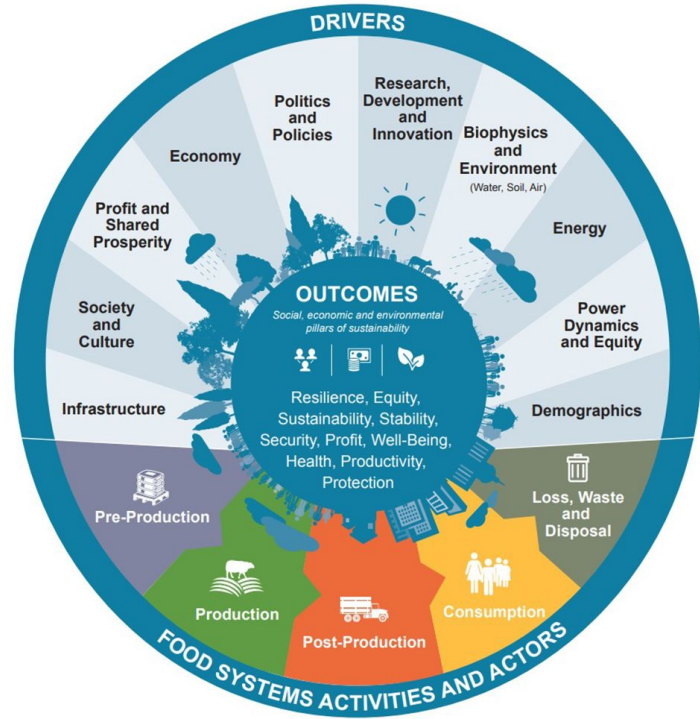 DRIVERS
Infrastructure
Society
and
Culture
Profit and
Shared
Prosperity
Economy
Politics
and
Policies
Research,
Development
and
Innovation
Biophysics
and
Environment
(Water, Soil, Air)
Energy
Power
Dynamics
and Equity
Demographics
OUTCOMES
Social, economic and environmental
pillars of sustainability
Resilience, Equity,
Sustainability, Stability,
Security, Profit, Well-Being,
Health, Productivity,
Protection
Pre-Production
Production
Post-Production
Consumption
Loss, Waste
and
Disposal
FOOD SYSTEMS ACTIVITIES AND ACTORS